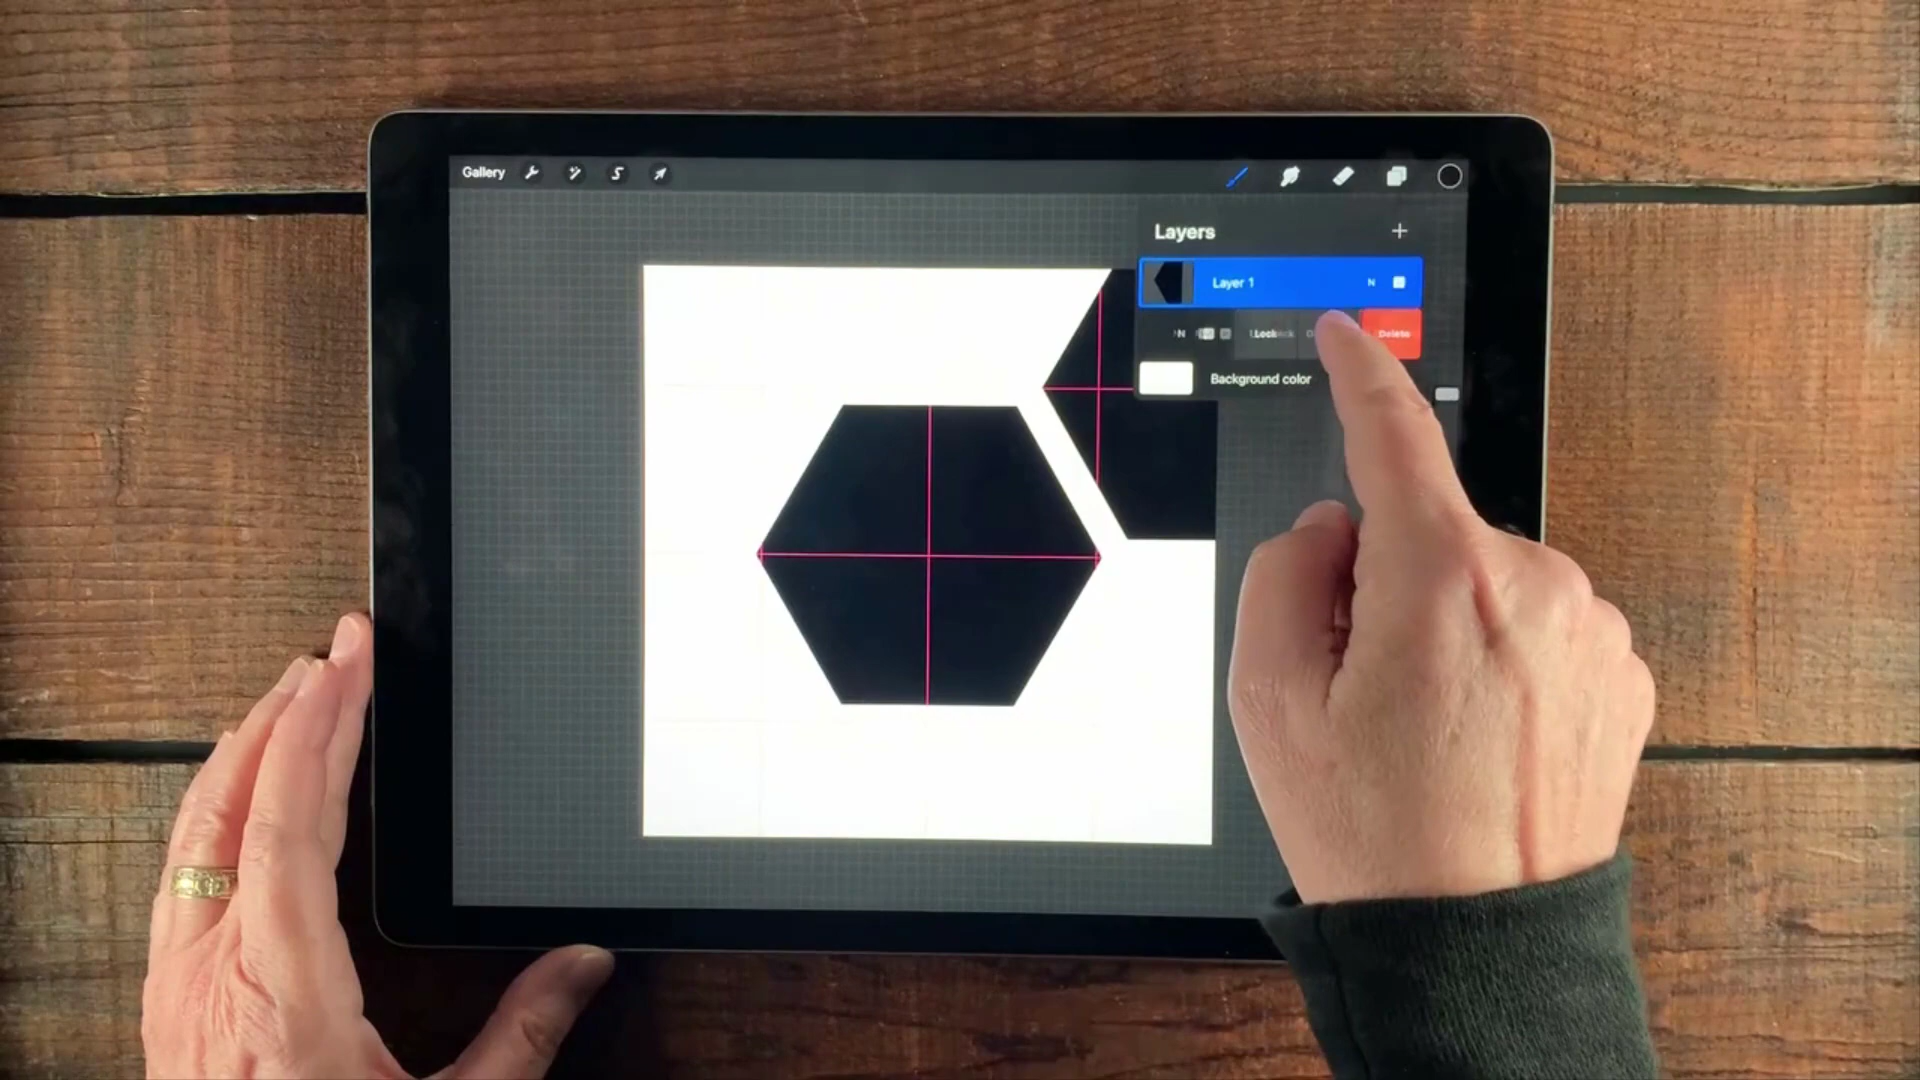 Gallery
Layers
Layer 1 N
N Lock Delete
Background color